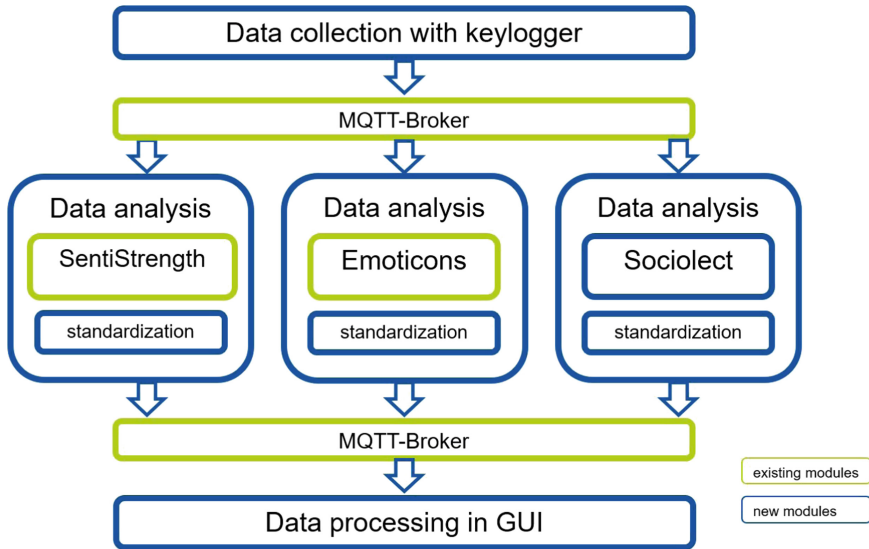 Data collection with keylogger
MQTT-Broker
Data analysis
SentiStrength
standardization
Data analysis
Emoticons
standardization
Data analysis
Sociolect
standardization
MQTT-Broker
Data processing in GUI
existing modules
new modules